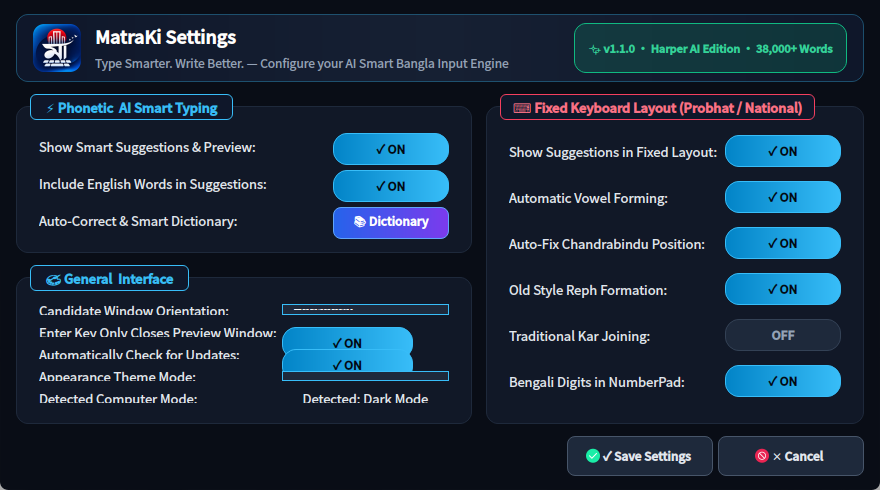 মা
MatraKi Settings
Type Smarter. Write Better. — Configure your AI Smart Bangla Input Engine
v1.1.0 • Harper AI Edition • 38,000+ Words
Phonetic AI Smart Typing
Show Smart Suggestions & Preview:
✓ ON
Include English Words in Suggestions:
✓ ON
Auto-Correct & Smart Dictionary:
Dictionary
General Interface
Candidate Window Orientation:
Enter Key Only Closes Preview Window:
✓ ON
Automatically Check for Updates:
✓ ON
Appearance Theme Mode:
Detected Computer Mode:
Detected: Dark Mode
Fixed Keyboard Layout (Probhat / National)
Show Suggestions in Fixed Layout:
✓ ON
Automatic Vowel Forming:
✓ ON
Auto-Fix Chandrabindu Position:
✓ ON
Old Style Reph Formation:
✓ ON
Traditional Kar Joining:
OFF
Bengali Digits in NumberPad:
✓ ON
✓ Save Settings
× Cancel